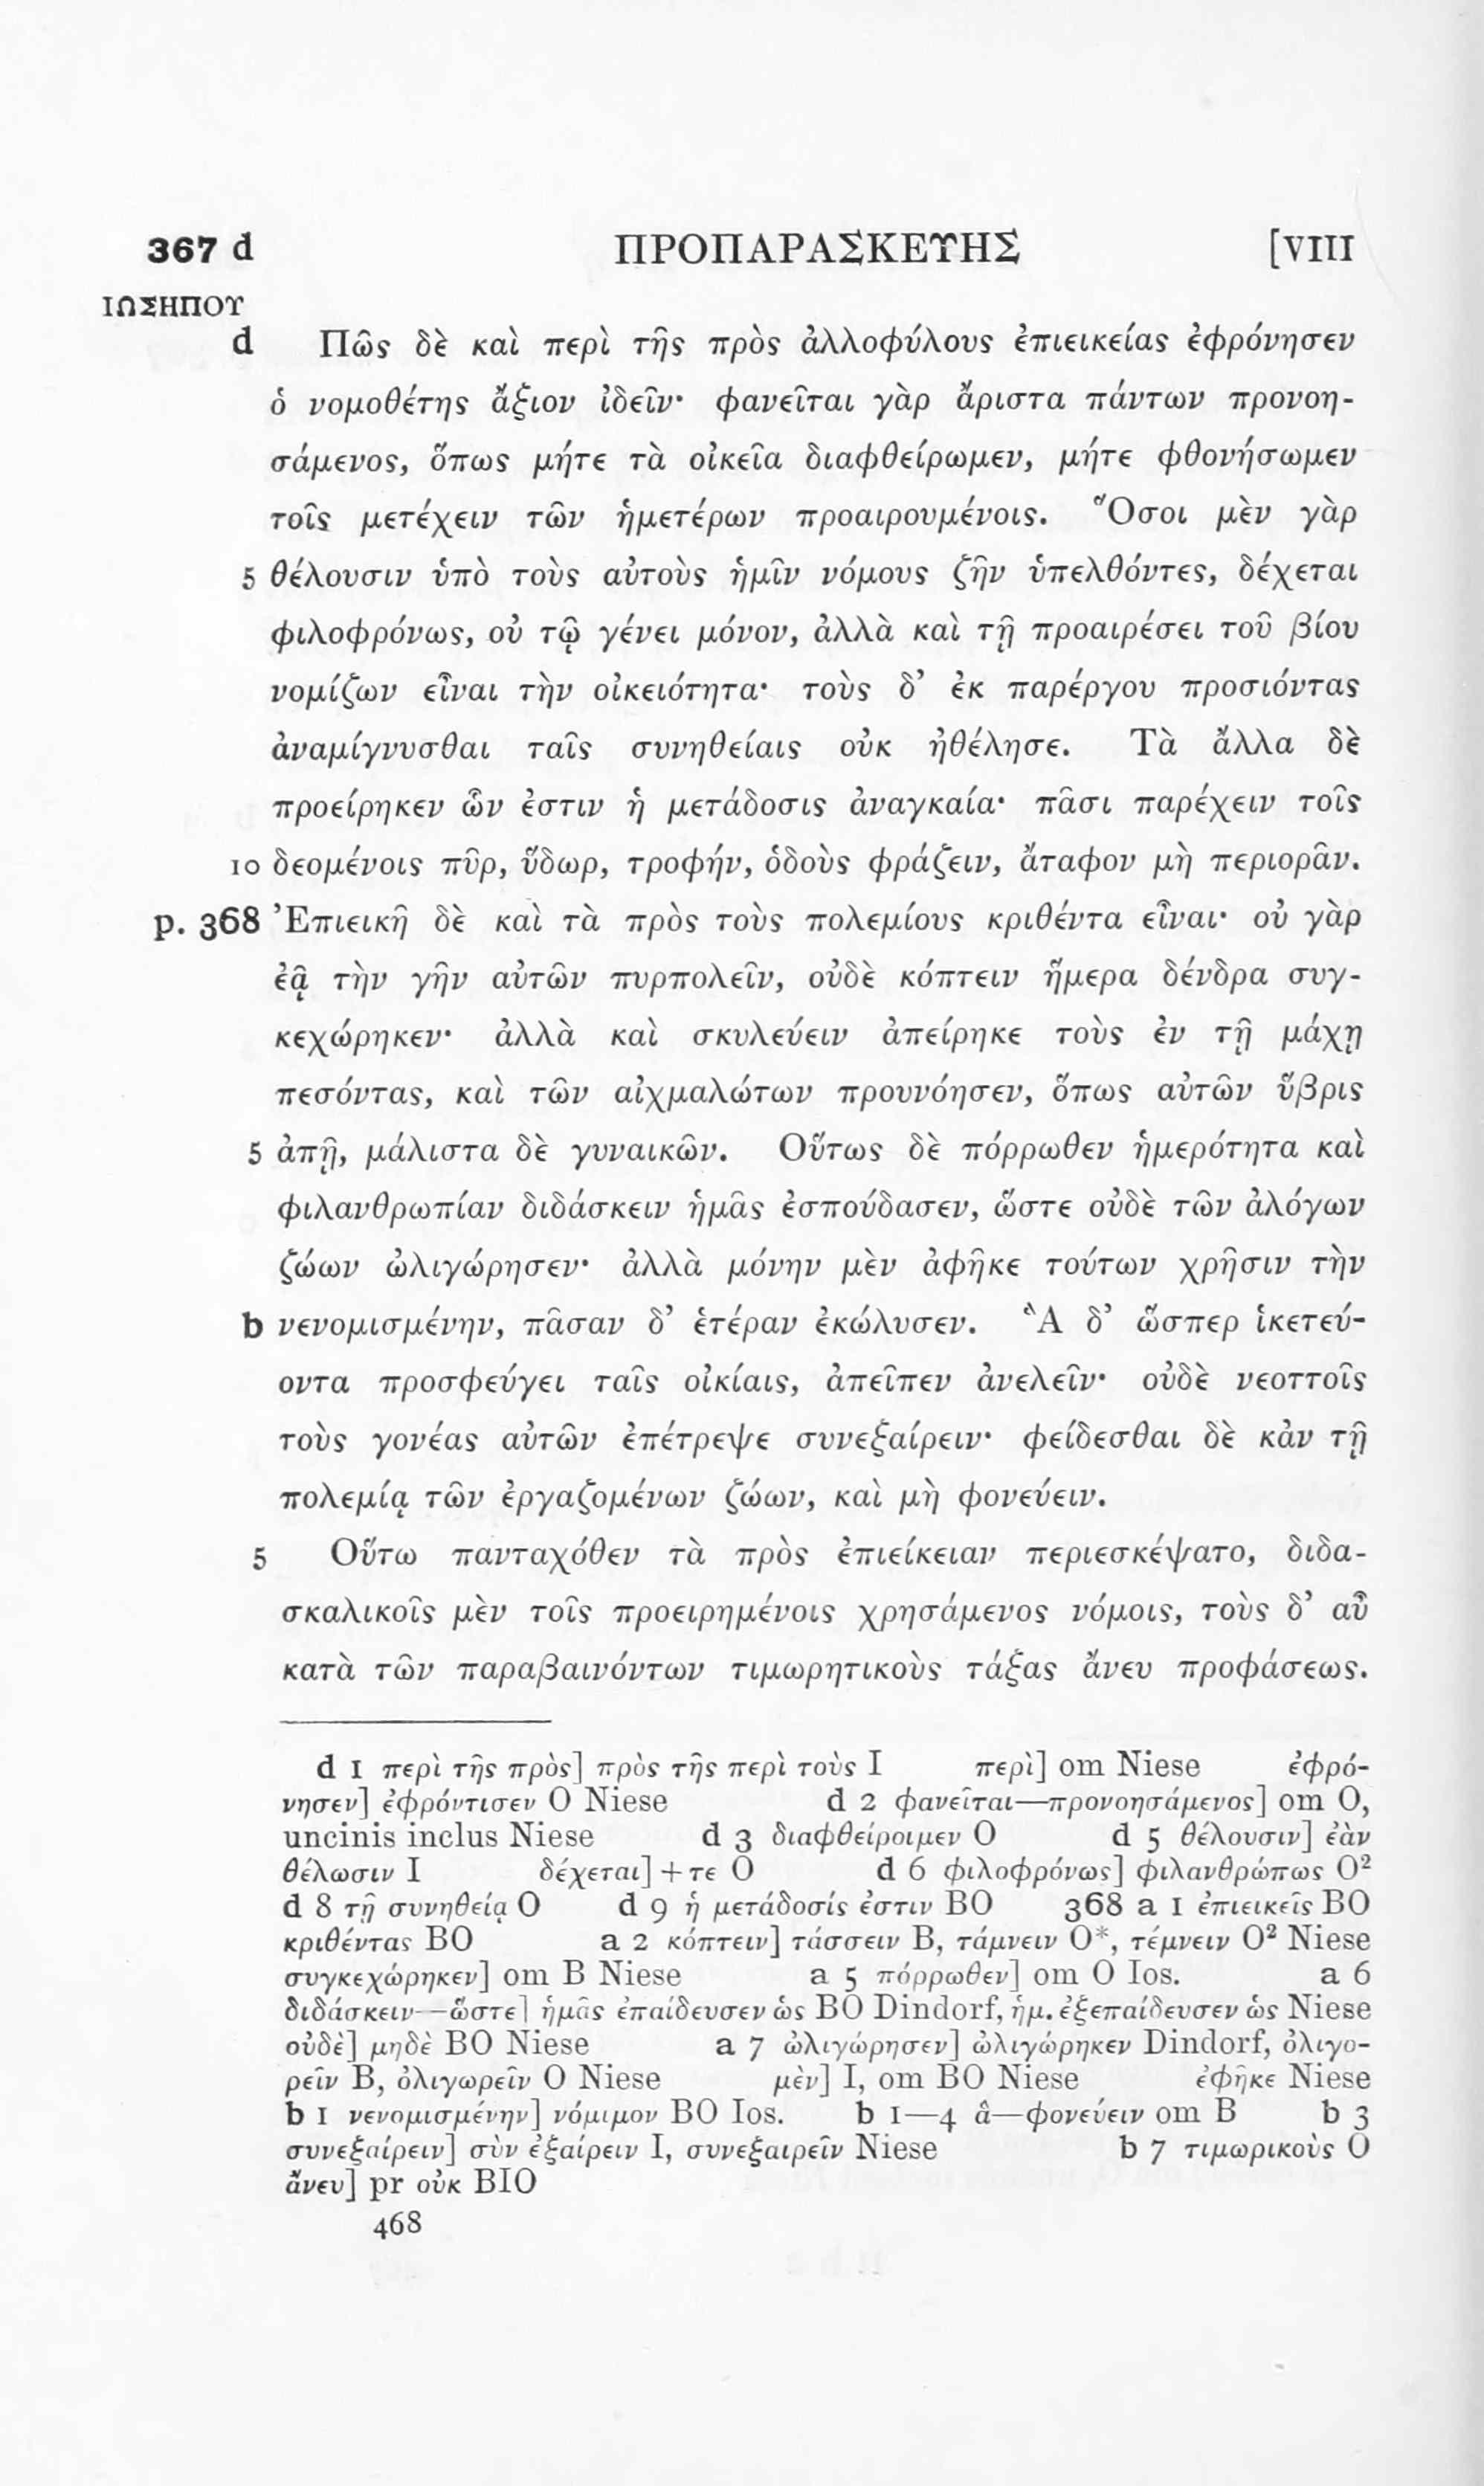 367 d ΠΡΟΠΑΡΑΣΚΕΥΗΣ [VIII
ΙΩΣΗΠΟΥ
d Πῶς δὲ καὶ περὶ τῆς πρὸς ἀλλοφύλους ἐπιεικείας ἐφρόνησεν
ὁ νομοθέτης ἄξιον ἰδεῖν· φανεῖται γὰρ ἄριστα πάντων προνοη-
σάμενος, ὅπως μήτε τὰ οἰκεῖα διαφθείρωμεν, μήτε φθονήσωμεν
τοῖς μετέχειν τῶν ἡμετέρων προαιρουμένοις. Ὅσοι μὲν γὰρ
5 θέλουσιν ὑπὸ τοὺς αὐτοὺς ἡμῖν νόμους ζῆν ὑπελθόντες, δέχεται
φιλοφρόνως, οὐ τῷ γένει μόνον, ἀλλὰ καὶ τῇ προαιρέσει τοῦ βίου
νομίζων εἶναι τὴν οἰκειότητα· τοὺς δ’ ἐκ παρέργου προσιόντας
ἀναμίγνυσθαι ταῖς συνηθείαις οὐκ ἠθέλησε. Τὰ ἄλλα δὲ
προείρηκεν ὧν ἐστιν ἡ μετάδοσις ἀναγκαία· πᾶσι παρέχειν τοῖς
10 δεομένοις πῦρ, ὕδωρ, τροφήν, ὁδοὺς φράζειν, ἄταφον μὴ περιορᾶν.
p. 368 Ἐπιεικῆ δὲ καὶ τὰ πρὸς τοὺς πολεμίους κριθέντα εἶναι· οὐ γὰρ
ἐᾷ τὴν γῆν αὐτῶν πυρπολεῖν, οὐδὲ κόπτειν ἥμερα δένδρα συγ-
κεχώρηκεν· ἀλλὰ καὶ σκυλεύειν ἀπείρηκε τοὺς ἐν τῇ μάχῃ
πεσόντας, καὶ τῶν αἰχμαλώτων προυνόησεν, ὅπως αὐτῶν ὕβρις
5 ἀπῇ, μάλιστα δὲ γυναικῶν. Οὕτως δὲ πόρρωθεν ἡμερότητα καὶ
φιλανθρωπίαν διδάσκειν ἡμᾶς ἐσπούδασεν, ὥστε οὐδὲ τῶν ἀλόγων
ζώων ὠλιγώρησεν· ἀλλὰ μόνην μὲν ἀφῆκε τούτων χρῆσιν τὴν
b νενομισμένην, πᾶσαν δ’ ἑτέραν ἐκώλυσεν. Ἃ δ’ ὥσπερ ἱκετεύ-
οντα προσφεύγει ταῖς οἰκίαις, ἀπεῖπεν ἀνελεῖν· οὐδὲ νεοττοῖς
τοὺς γονέας αὐτῶν ἐπέτρεψε συνεξαίρειν· φείδεσθαι δὲ κἀν τῇ
πολεμίᾳ τῶν ἐργαζομένων ζώων, καὶ μὴ φονεύειν.
5 Οὕτω πανταχόθεν τὰ πρὸς ἐπιείκειαν περιεσκέψατο, διδα-
σκαλικοῖς μὲν τοῖς προειρημένοις χρησάμενος νόμοις, τοὺς δ’ αὖ
κατὰ τῶν παραβαινόντων τιμωρητικοὺς τάξας ἄνευ προφάσεως.
d 1 περὶ τῆς πρὸς] πρὸς τῆς περὶ τοὺς I περὶ] om Niese ἐφρό-
νησεν] ἐφρόντισεν O Niese d 2 φανεῖται—προνοησάμενος] om O,
uncinis inclus Niese d 3 διαφθείροιμεν O d 5 θέλουσιν] ἐὰν
θέλωσιν I δέχεται] + τε O d 6 φιλοφρόνως] φιλανθρώπως O²
d 8 τῇ συνηθείᾳ O d 9 ἡ μετάδοσίς ἐστιν BO 368 a 1 ἐπιεικεῖς BO
κριθέντας BO a 2 κόπτειν] τάσσειν B, τάμνειν O*, τέμνειν O² Niese
συγκεχώρηκεν] om B Niese a 5 πόρρωθεν] om O Ios. a 6
διδάσκειν—ὥστε] ἡμᾶς ἐπαίδευσεν ὡς BO Dindorf, ἡμ. ἐξεπαίδευσεν ὡς Niese
οὐδὲ] μηδὲ BO Niese a 7 ὠλιγώρησεν] ὠλιγώρηκεν Dindorf, ὀλιγο-
ρεῖν B, ὀλιγωρεῖν O Niese μὲν] I, om BO Niese ἐφῆκε Niese
b 1 νενομισμένην] νόμιμον BO Ios. b 1—4 ἃ—φονεύειν om B b 3
συνεξαίρειν] σὺν ἐξαίρειν I, συνεξαιρεῖν Niese b 7 τιμωρικοὺς O
ἄνευ] pr οὐκ BIO
468